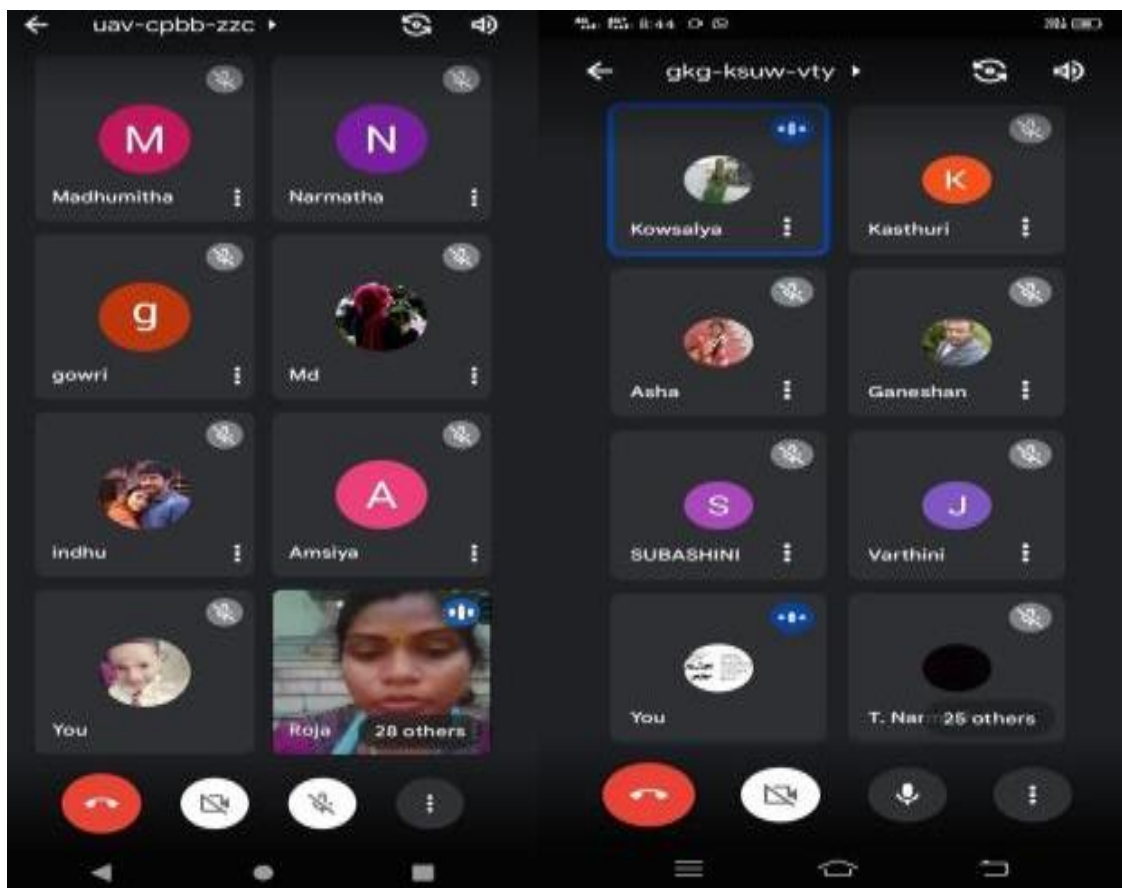 uav-cpbb-zzc
M
N
Madhumitha
Narmatha
g
gowri
Md
A
Indhu
Amsiya
You
Roja
28 others
8:44
gkg-ksuw-vty
K
Kowsalya
Kasthuri
Asha
Ganeshan
S
J
SUBASHINI
Varthini
You
T. Nar
25 others